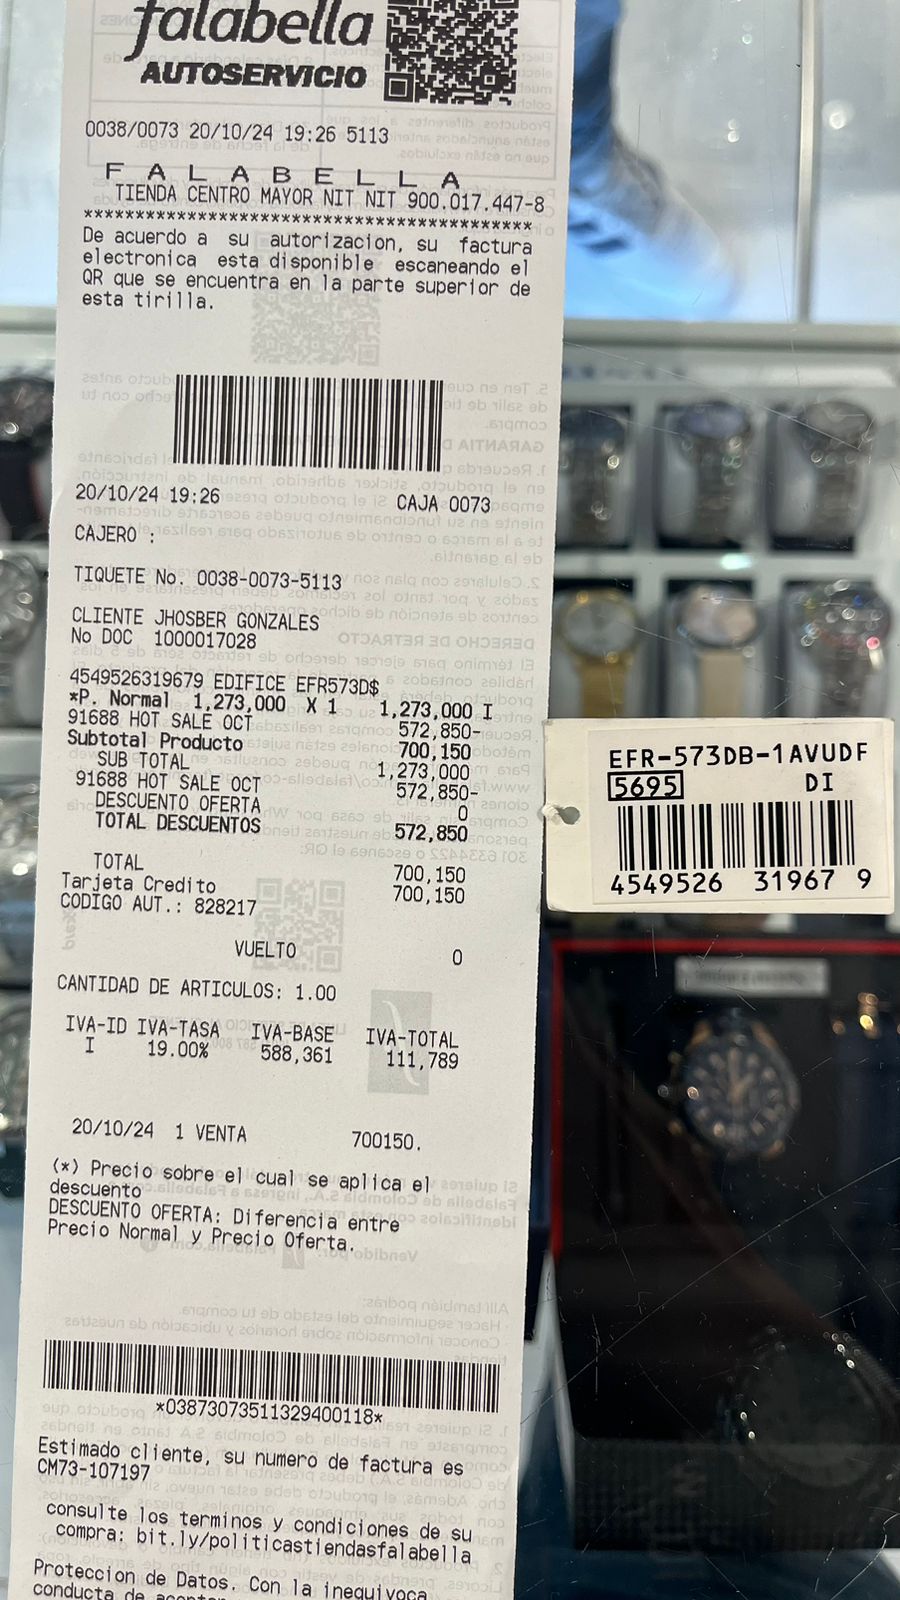 falabella
AUTOSERVICIO
0038/0073 20/10/24 19:26 5113
F A L A B E L L A
TIENDA CENTRO MAYOR NIT NIT 900.017.447-8
*******************************************
De acuerdo a su autorizacion, su factura
electronica esta disponible escaneando el
QR que se encuentra en la parte superior de
esta tirilla.
20/10/24 19:26 CAJA 0073
CAJERO :
TIQUETE No. 0038-0073-5113
CLIENTE JHOSBER GONZALES
No DOC 1000017028
4549526319679 EDIFICE EFR573D$
*P. Normal 1,273,000 X 1 1,273,000 I
91688 HOT SALE OCT 572,850-
Subtotal Producto 700,150
SUB TOTAL 1,273,000
91688 HOT SALE OCT 572,850-
DESCUENTO OFERTA 0
TOTAL DESCUENTOS 572,850
TOTAL 700,150
Tarjeta Credito 700,150
CODIGO AUT.: 828217
VUELTO 0
CANTIDAD DE ARTICULOS: 1.00
IVA-ID IVA-TASA IVA-BASE IVA-TOTAL
I 19.00% 588,361 111,789
20/10/24 1 VENTA 700150.
(*) Precio sobre el cual se aplica el
descuento
DESCUENTO OFERTA: Diferencia entre
Precio Normal y Precio Oferta.
*03873073511329400118*
Estimado cliente, su numero de factura es
CM73-107197
consulte los terminos y condiciones de su
compra: bit.ly/politicastiendasfalabella
Proteccion de Datos. Con la inequivoca
conducta de
EFR-573DB-1AVUDF
5695 DI
4549526 31967 9